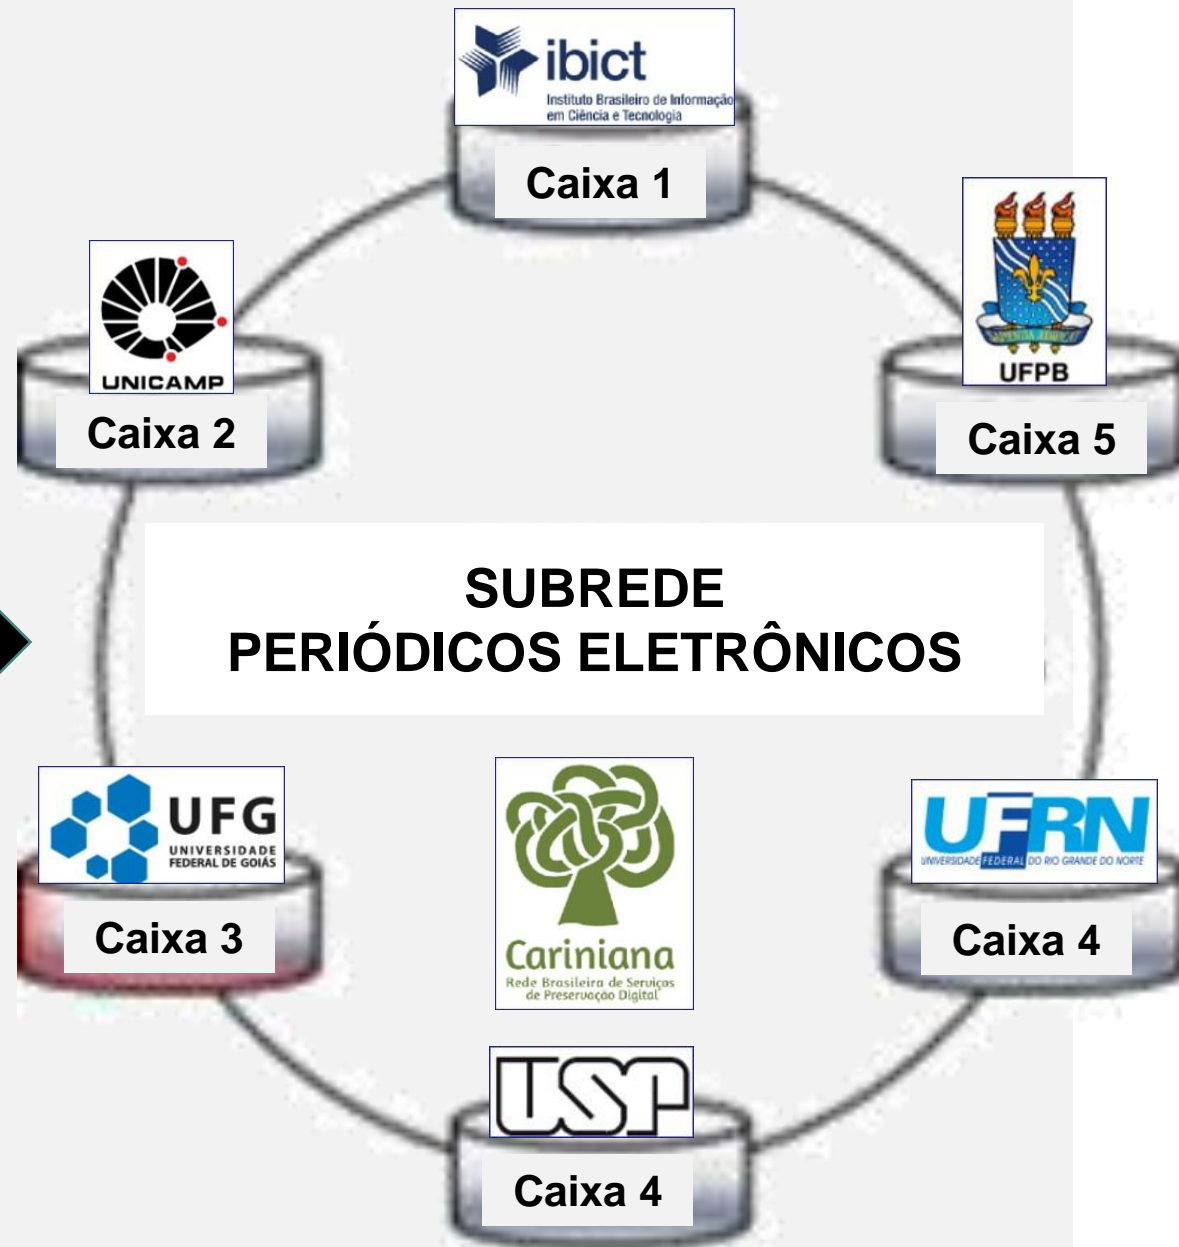 ibict
Instituto Brasileiro de Informação
em Ciência e Tecnologia
Caixa 1
UNICAMP
Caixa 2
UFPB
Caixa 5
SUBREDE
PERIÓDICOS ELETRÔNICOS
UFG
UNIVERSIDADE
FEDERAL DE GOIÁS
Caixa 3
Cariniana
Rede Brasileira de Serviços
de Preservação Digital
UFRN
UNIVERSIDADE FEDERAL DO RIO GRANDE DO NORTE
Caixa 4
USP
Caixa 4